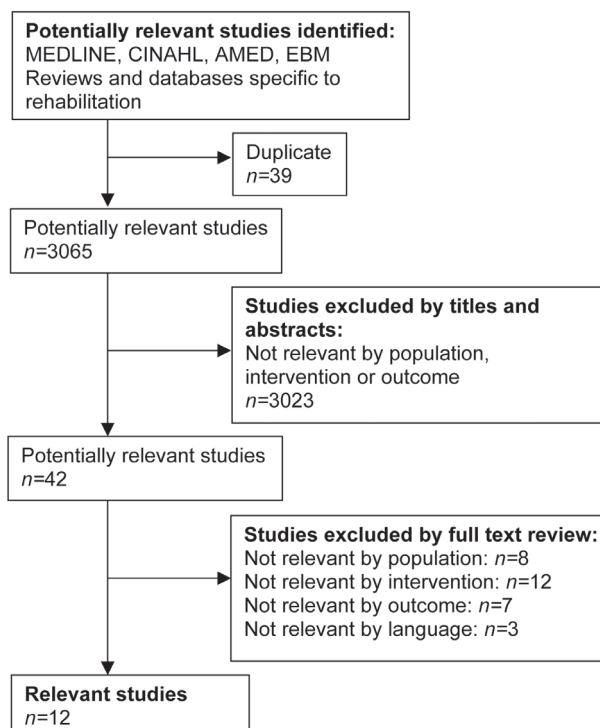 Potentially relevant studies identified:
MEDLINE, CINAHL, AMED, EBM
Reviews and databases specific to
rehabilitation
Duplicate
n=39
Potentially relevant studies
n=3065
Studies excluded by titles and
abstracts:
Not relevant by population,
intervention or outcome
n=3023
Potentially relevant studies
n=42
Studies excluded by full text review:
Not relevant by population: n=8
Not relevant by intervention: n=12
Not relevant by outcome: n=7
Not relevant by language: n=3
Relevant studies
n=12